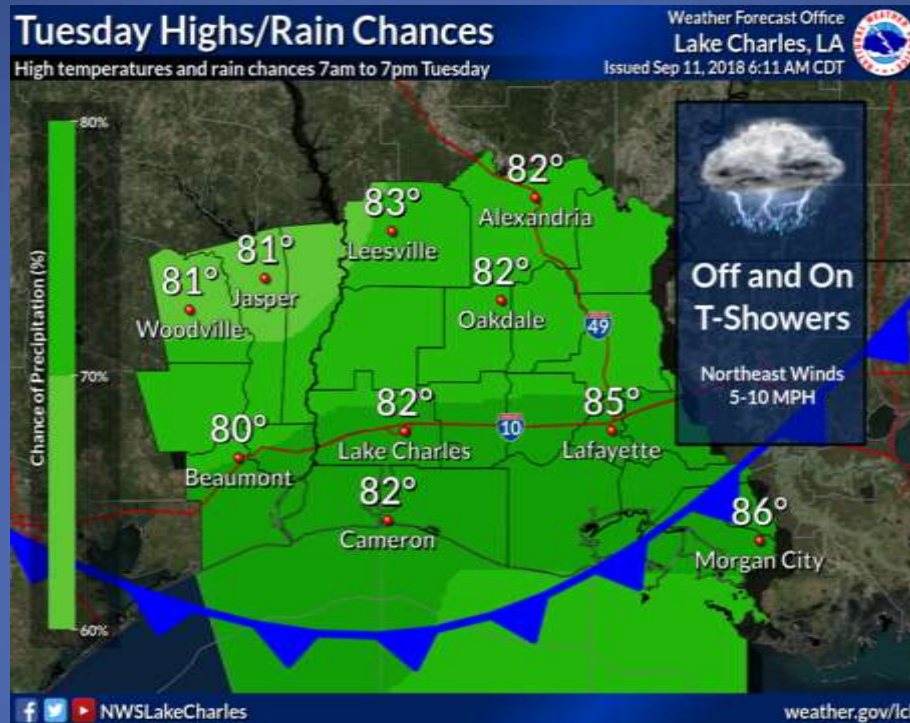 Tuesday Highs/Rain Chances
High temperatures and rain chances 7am to 7pm Tuesday
Weather Forecast Office
Lake Charles, LA
Issued Sep 11, 2018 6:11 AM CDT
80%
70%
60%
Chance of Precipitation (%)
82°
Alexandria
83°
Leesville
81°
Jasper
81°
Woodville
82°
Oakdale
49
85°
Lafayette
82°
Lake Charles
10
80°
Beaumont
82°
Cameron
86°
Morgan City
Off and On
T-Showers
Northeast Winds
5-10 MPH
NWSLakeCharles
weather.gov/lc